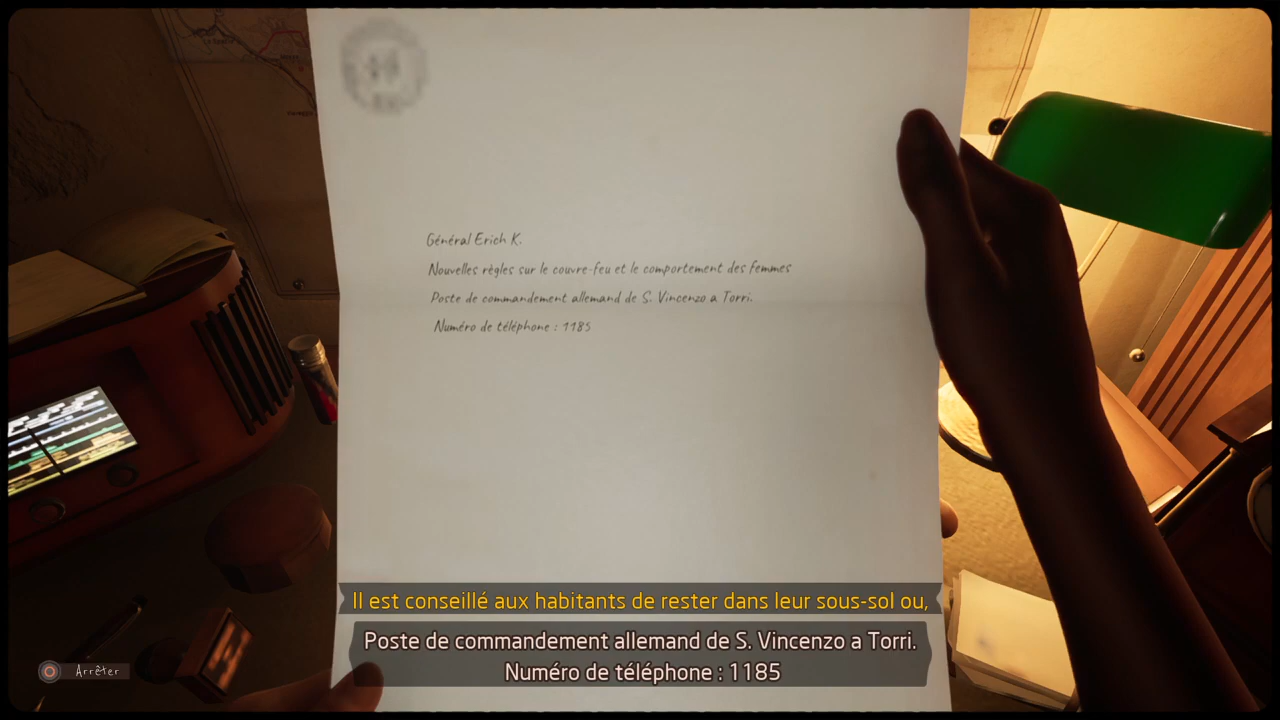 Général Erich K.
Nouvelles règles sur le couvre-feu et le comportement des femmes
Poste de commandement allemand de S. Vincenzo a Torri.
Numéro de téléphone : 1185
Il est conseillé aux habitants de rester dans leur sous-sol ou,
Poste de commandement allemand de S. Vincenzo a Torri.
Numéro de téléphone : 1185
Arrêter